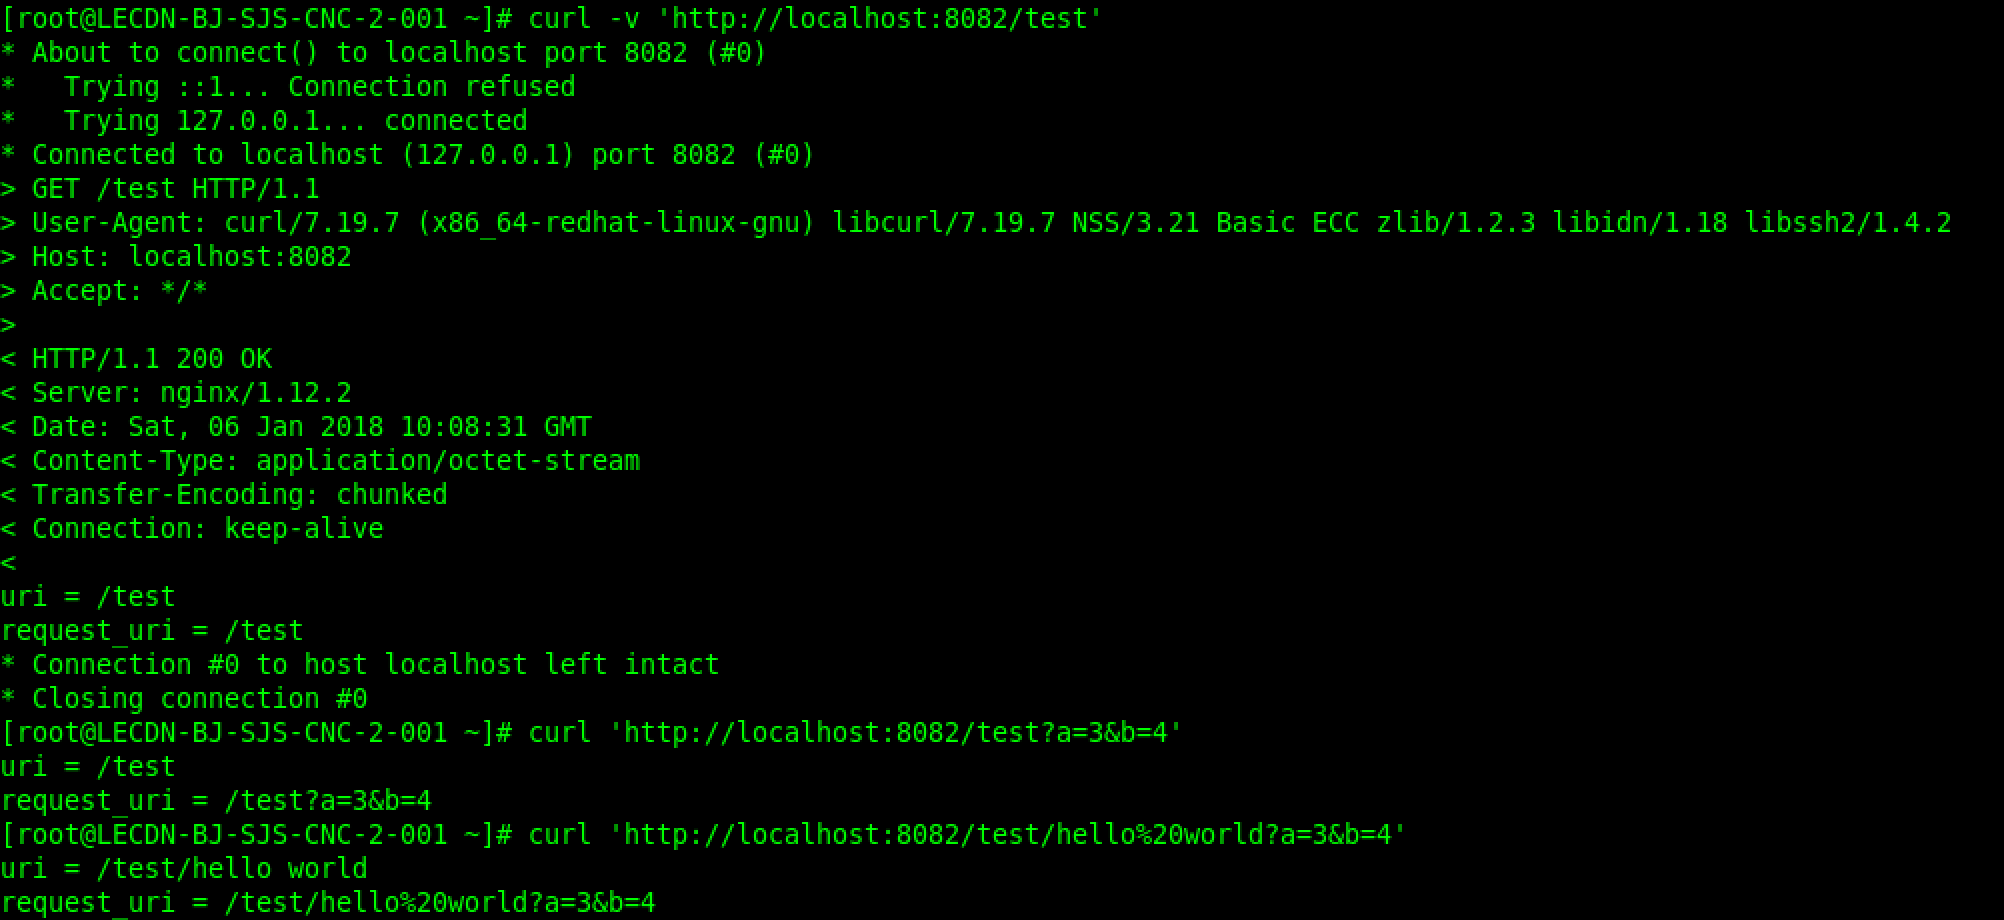 [root@LECDN-BJ-SJS-CNC-2-001 ~]# curl -v 'http://localhost:8082/test'
* About to connect() to localhost port 8082 (#0)
*   Trying ::1... Connection refused
*   Trying 127.0.0.1... connected
* Connected to localhost (127.0.0.1) port 8082 (#0)
> GET /test HTTP/1.1
> User-Agent: curl/7.19.7 (x86_64-redhat-linux-gnu) libcurl/7.19.7 NSS/3.21 Basic ECC zlib/1.2.3 libidn/1.18 libssh2/1.4.2
> Host: localhost:8082
> Accept: */*
>
< HTTP/1.1 200 OK
< Server: nginx/1.12.2
< Date: Sat, 06 Jan 2018 10:08:31 GMT
< Content-Type: application/octet-stream
< Transfer-Encoding: chunked
< Connection: keep-alive
<
uri = /test
request_uri = /test
* Connection #0 to host localhost left intact
* Closing connection #0
[root@LECDN-BJ-SJS-CNC-2-001 ~]# curl 'http://localhost:8082/test?a=3&b=4'
uri = /test
request_uri = /test?a=3&b=4
[root@LECDN-BJ-SJS-CNC-2-001 ~]# curl 'http://localhost:8082/test/hello%20world?a=3&b=4'
uri = /test/hello world
request_uri = /test/hello%20world?a=3&b=4